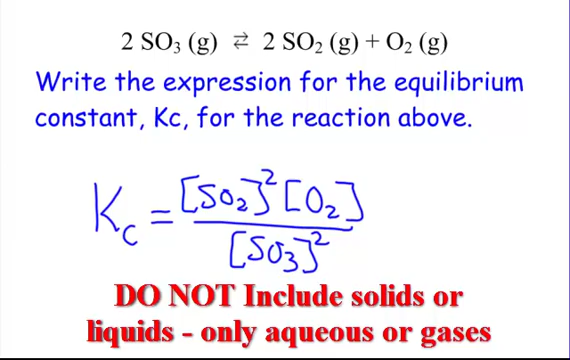 2 SO₃ (g) ⇄ 2 SO₂ (g) + O₂ (g)
Write the expression for the equilibrium
constant, Kc, for the reaction above.
K_c = [SO₂]² [O₂] / [SO₃]²
DO NOT Include solids or
liquids - only aqueous or gases